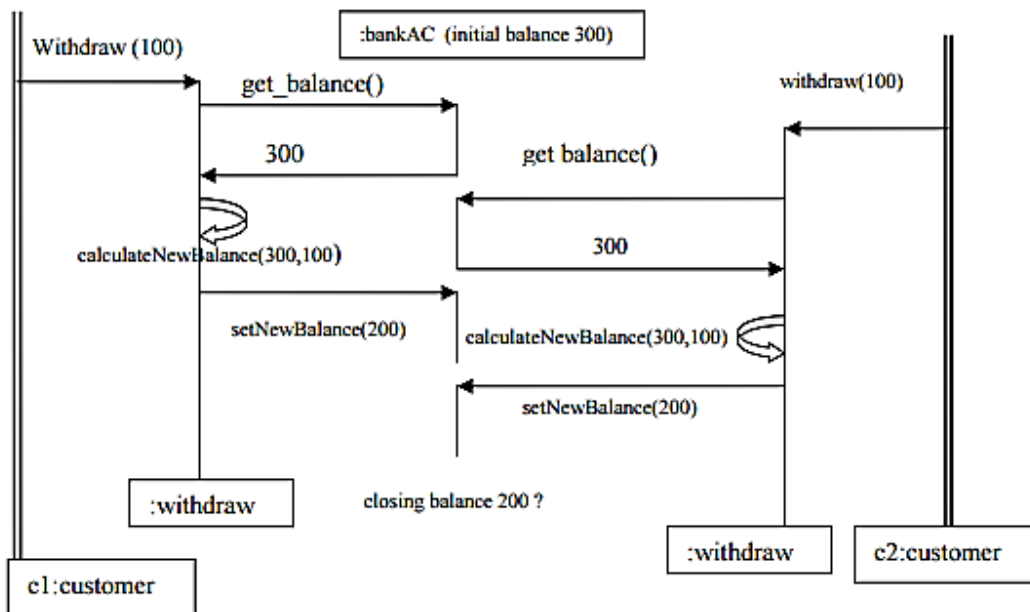 :bankAC (initial balance 300)
Withdraw (100)
get_balance()
withdraw(100)
300
get balance()
calculateNewBalance(300,100)
300
setNewBalance(200)
calculateNewBalance(300,100)
setNewBalance(200)
:withdraw
closing balance 200 ?
:withdraw
c2:customer
c1:customer